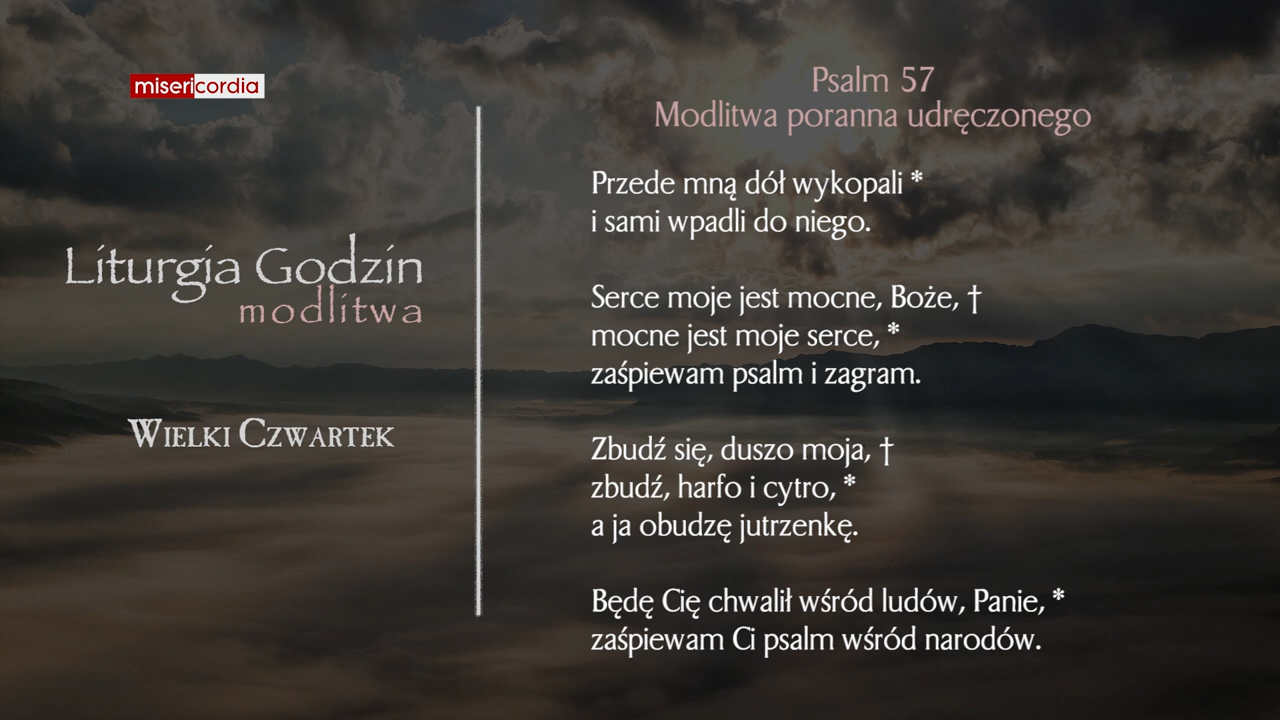 misericordia
Liturgia Godzin
modlitwa
Wielki Czwartek
Psalm 57
Modlitwa poranna udręczonego
Przede mną dół wykopali *
i sami wpadli do niego.
Serce moje jest mocne, Boże, †
mocne jest moje serce, *
zaśpiewam psalm i zagram.
Zbudź się, duszo moja, †
zbudź, harfo i cytro, *
a ja obudzę jutrzenkę.
Będę Cię chwalił wśród ludów, Panie, *
zaśpiewam Ci psalm wśród narodów.